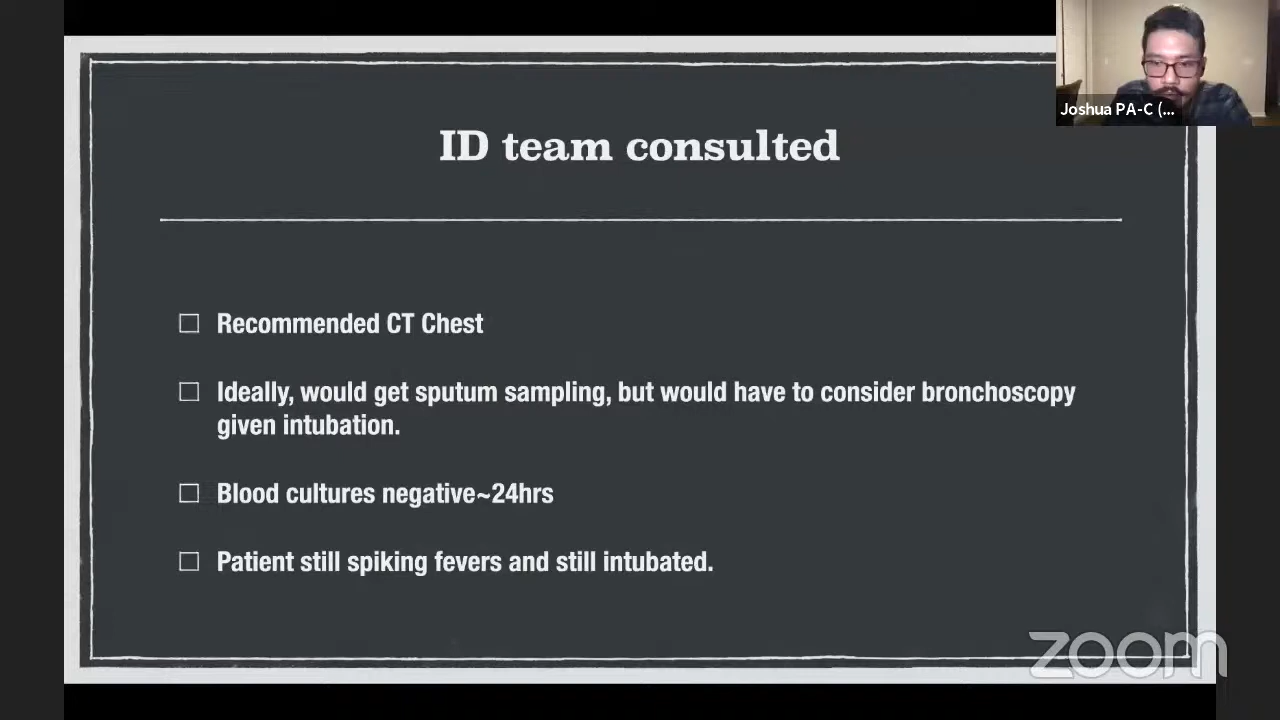 Joshua PA-C (...
ID team consulted
Recommended CT Chest
Ideally, would get sputum sampling, but would have to consider bronchoscopy
given intubation.
Blood cultures negative~24hrs
Patient still spiking fevers and still intubated.
zoom